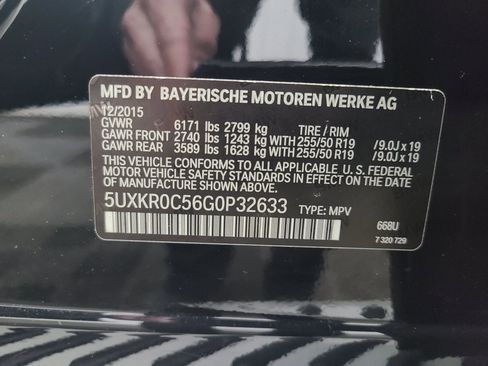 MFD BY BAYERISCHE MOTOREN WERKE AG
12/2015
GVWR 6171 lbs 2799 kg TIRE / RIM
GAWR FRONT 2740 lbs 1243 kg WITH 255/50 R19 /9.0J x 19
GAWR REAR 3589 lbs 1628 kg WITH 255/50 R19 /9.0J x 19
THIS VEHICLE CONFORMS TO ALL APPLICABLE U. S. FEDERAL
MOTOR VEHICLE SAFETY STANDARDS IN EFFECT ON THE DATE
OF MANUFACTURE SHOWN ABOVE.
5UXKR0C56G0P32633 TYPE: MPV
668U
7 320 729